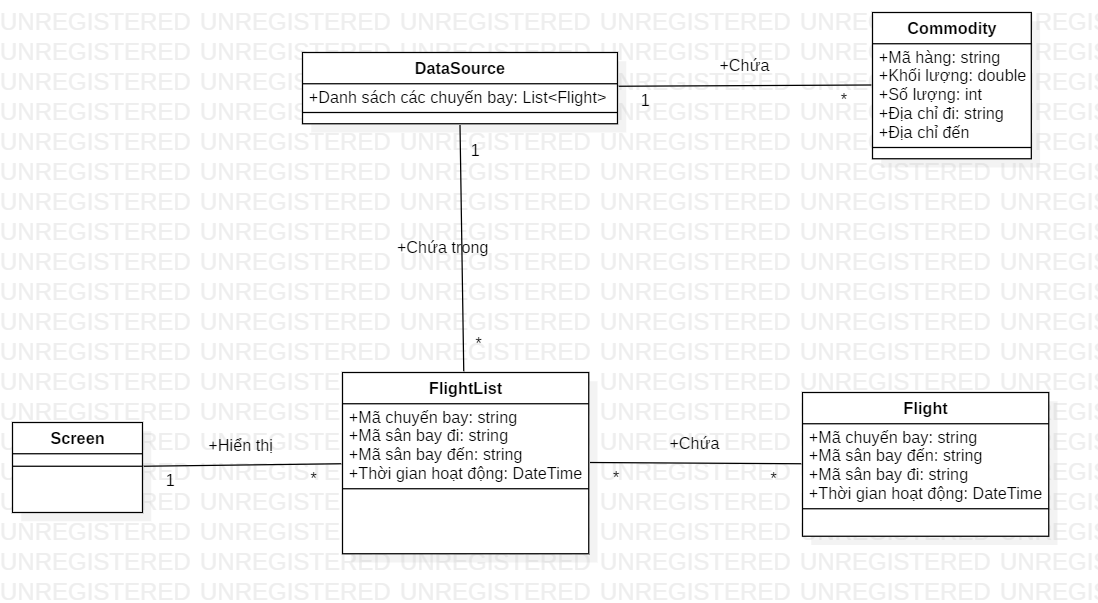 Commodity
+Mã hàng: string
+Khối lượng: double
+Số lượng: int
+Địa chỉ đi: string
+Địa chỉ đến
DataSource
+Danh sách các chuyến bay: List<Flight>
+Chứa
1
*
1
+Chứa trong
*
FlightList
+Mã chuyến bay: string
+Mã sân bay đi: string
+Mã sân bay đến: string
+Thời gian hoạt động: DateTime
Screen
+Hiển thị
1
*
+Chứa
*
*
Flight
+Mã chuyến bay: string
+Mã sân bay đến: string
+Mã sân bay đi: string
+Thời gian hoạt động: DateTime
UNREGISTERED